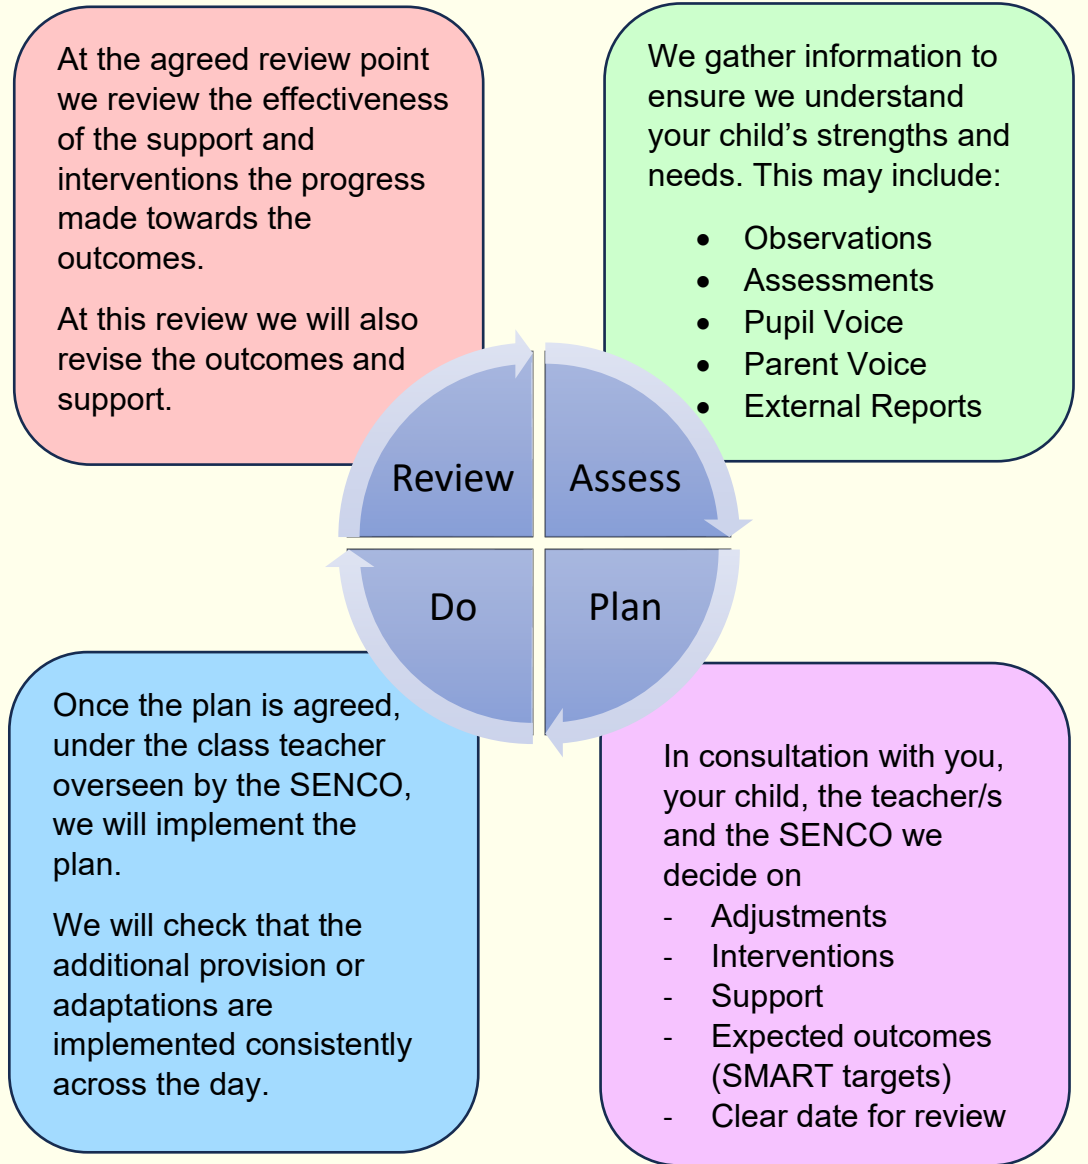 At the agreed review point
we review the effectiveness
of the support and
interventions the progress
made towards the
outcomes.
At this review we will also
revise the outcomes and
support.
We gather information to
ensure we understand
your child’s strengths and
needs. This may include:
• Observations
• Assessments
• Pupil Voice
• Parent Voice
• External Reports
Review
Assess
Do
Plan
Once the plan is agreed,
under the class teacher
overseen by the SENCO,
we will implement the
plan.
We will check that the
additional provision or
adaptations are
implemented consistently
across the day.
In consultation with you,
your child, the teacher/s
and the SENCO we
decide on
- Adjustments
- Interventions
- Support
- Expected outcomes
(SMART targets)
- Clear date for review